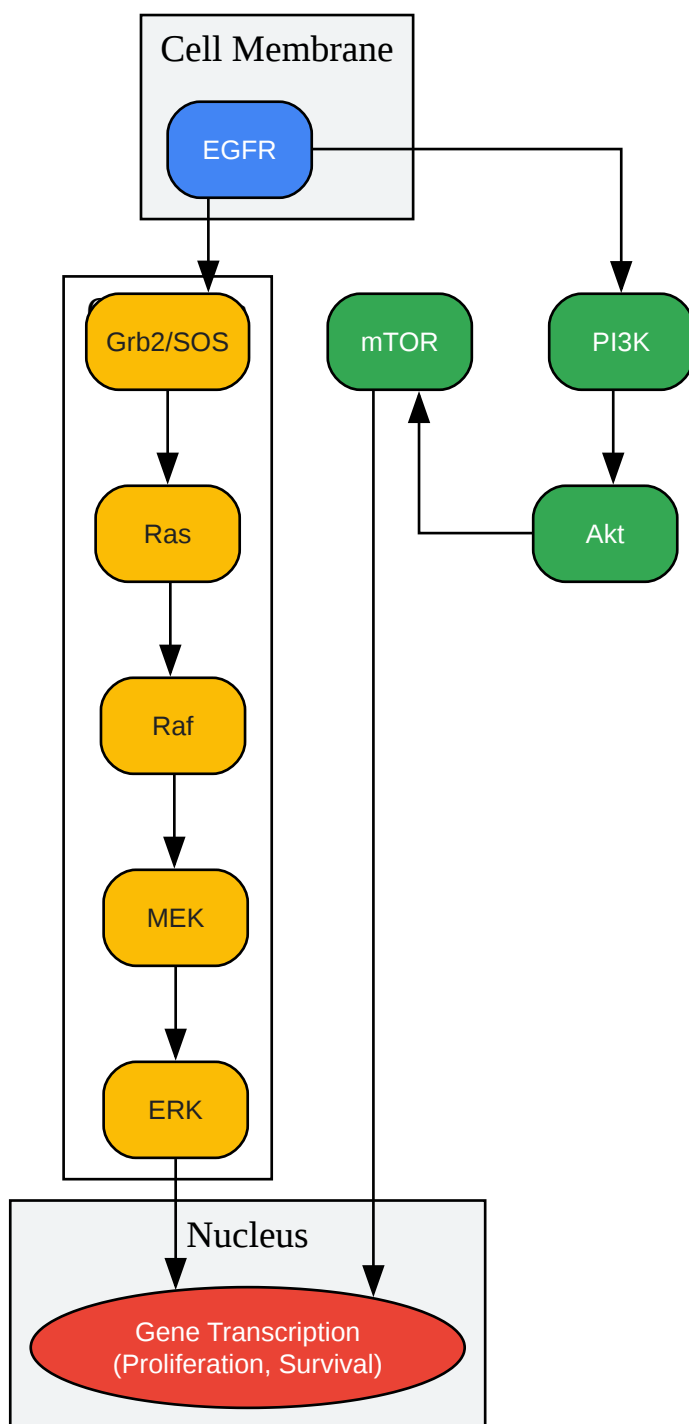 Cell Membrane
EGFR
Grb2/SOS
mTOR
PI3K
Ras
Akt
Raf
MEK
ERK
Nucleus
Gene Transcription
(Proliferation, Survival)